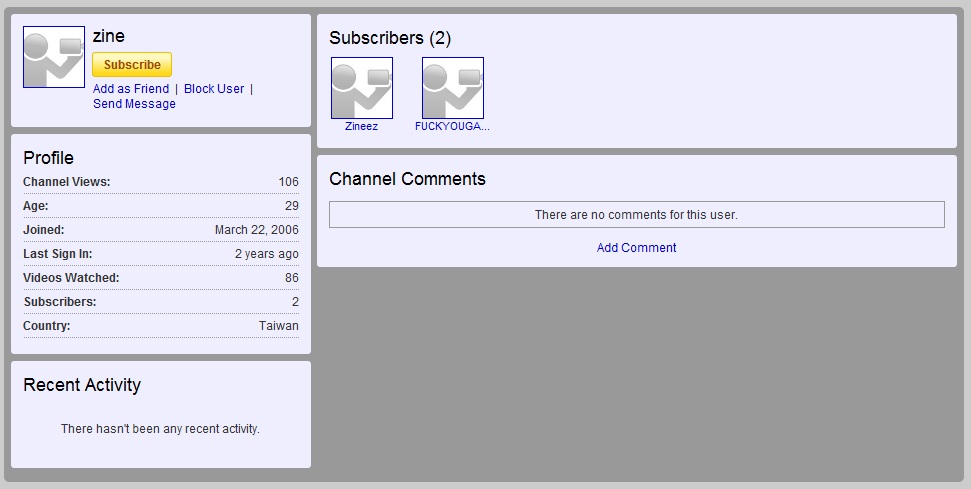 zine
Subscribe
Add as Friend | Block User |
Send Message
Profile
Channel Views: 106
Age: 29
Joined: March 22, 2006
Last Sign In: 2 years ago
Videos Watched: 86
Subscribers: 2
Country: Taiwan
Recent Activity
There hasn't been any recent activity.
Subscribers (2)
Zineez FUCKYOUGA...
Channel Comments
There are no comments for this user.
Add Comment